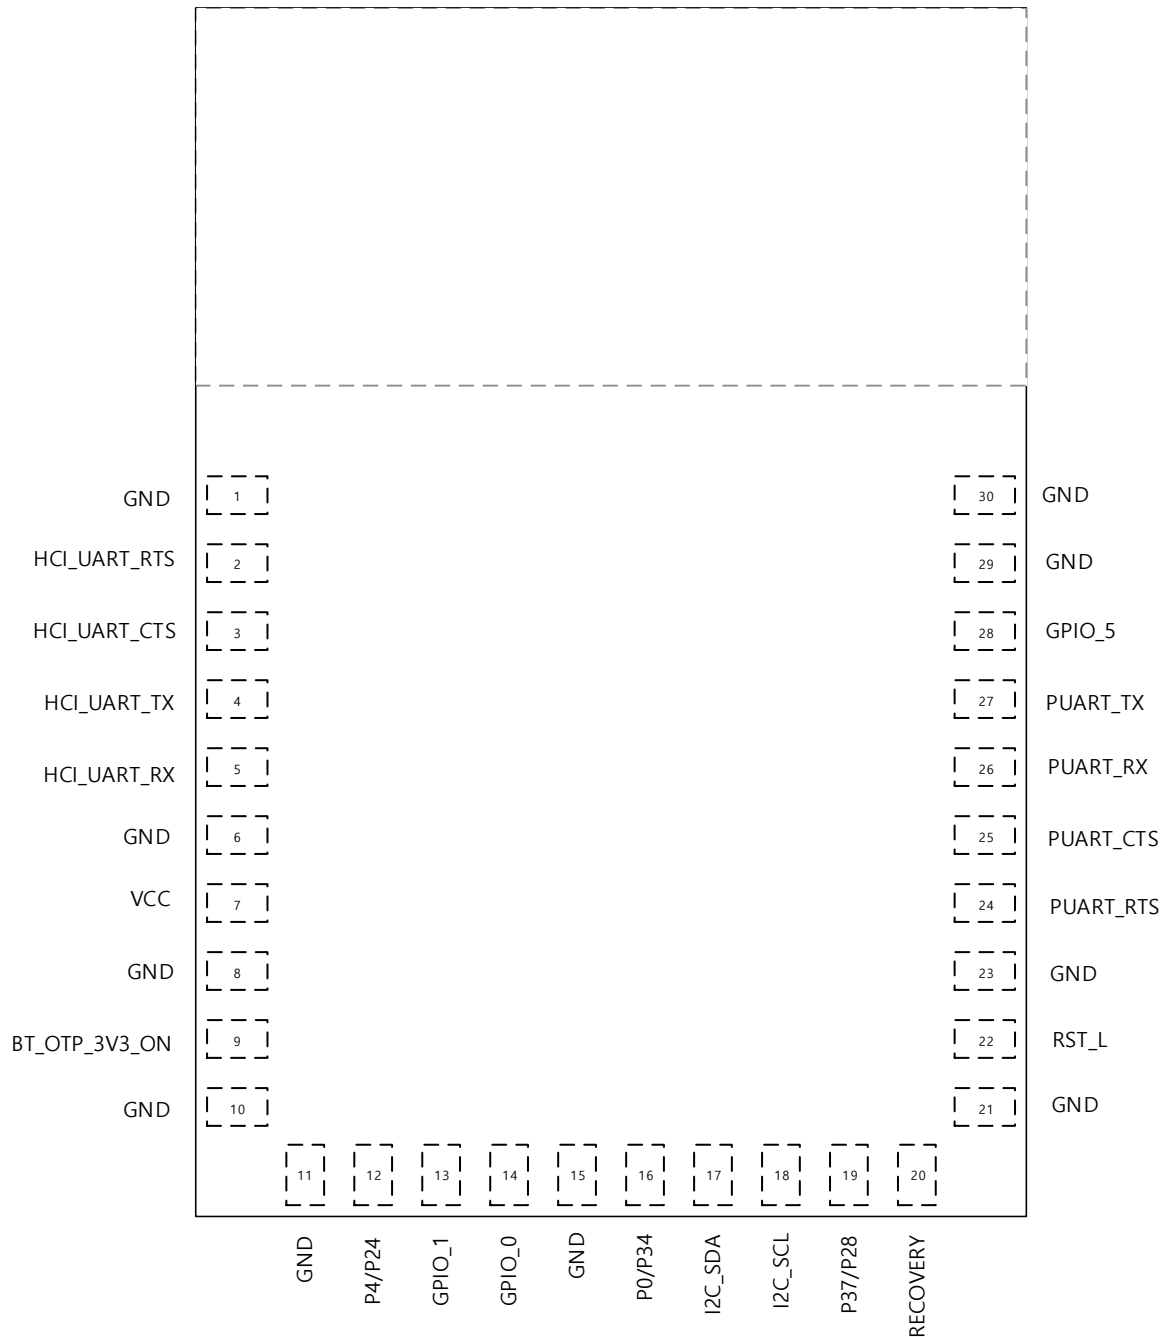 GND 1 30 GND
HCI_UART_RTS 2 29 GND
HCI_UART_CTS 3 28 GPIO_5
HCI_UART_TX 4 27 PUART_TX
HCI_UART_RX 5 26 PUART_RX
GND 6 25 PUART_CTS
VCC 7 24 PUART_RTS
GND 8 23 GND
BT_OTP_3V3_ON 9 22 RST_L
GND 10 21 GND
11 12 13 14 15 16 17 18 19 20
GND
P4/P24
GPIO_1
GPIO_0
GND
P0/P34
I2C_SDA
I2C_SCL
P37/P28
RECOVERY